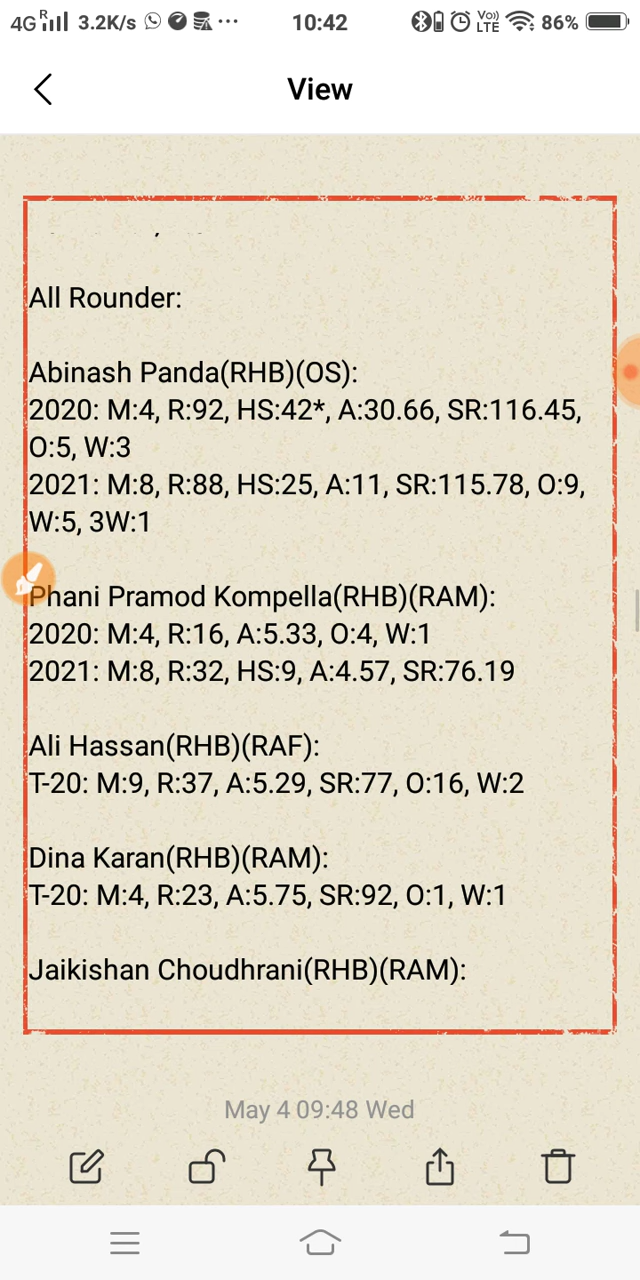 4G R 3.2K/s ... 10:42 Vo)) LTE 86%
View
All Rounder:
Abinash Panda(RHB)(OS):
2020: M:4, R:92, HS:42*, A:30.66, SR:116.45,
O:5, W:3
2021: M:8, R:88, HS:25, A:11, SR:115.78, O:9,
W:5, 3W:1
Phani Pramod Kompella(RHB)(RAM):
2020: M:4, R:16, A:5.33, O:4, W:1
2021: M:8, R:32, HS:9, A:4.57, SR:76.19
Ali Hassan(RHB)(RAF):
T-20: M:9, R:37, A:5.29, SR:77, O:16, W:2
Dina Karan(RHB)(RAM):
T-20: M:4, R:23, A:5.75, SR:92, O:1, W:1
Jaikishan Choudhrani(RHB)(RAM):
May 4 09:48 Wed